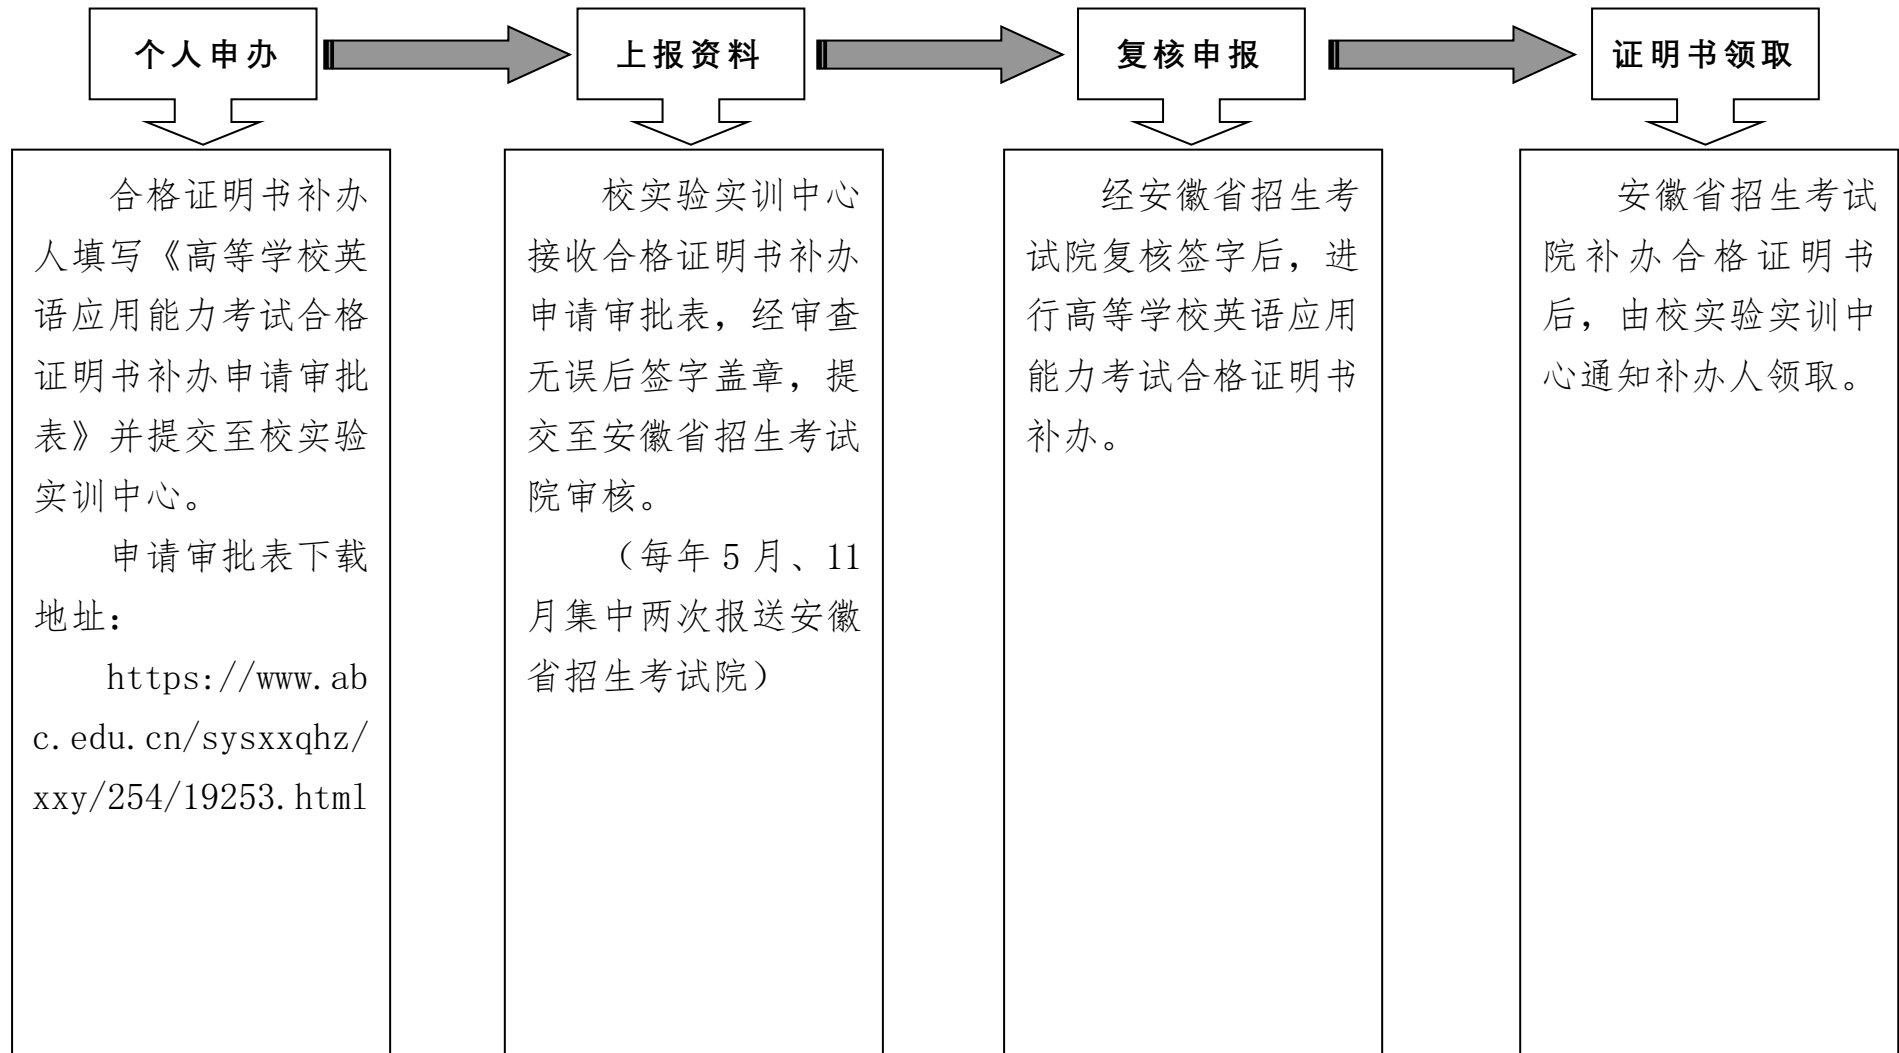 个人申办
上报资料
复核申报
证明书领取
合格证明书补办
人填写《高等学校英
语应用能力考试合格
证明书补办申请审批
表》并提交至校实验
实训中心。
申请审批表下载
地址：
https://www.ab
c.edu.cn/sysxxqhz/
xxy/254/19253.html
校实验实训中心
接收合格证明书补办
申请审批表，经审查
无误后签字盖章，提
交至安徽省招生考试
院审核。
（每年 5 月、11
月集中两次报送安徽
省招生考试院）
经安徽省招生考
试院复核签字后，进
行高等学校英语应用
能力考试合格证明书
补办。
安徽省招生考试
院补办合格证明书
后，由校实验实训中
心通知补办人领取。